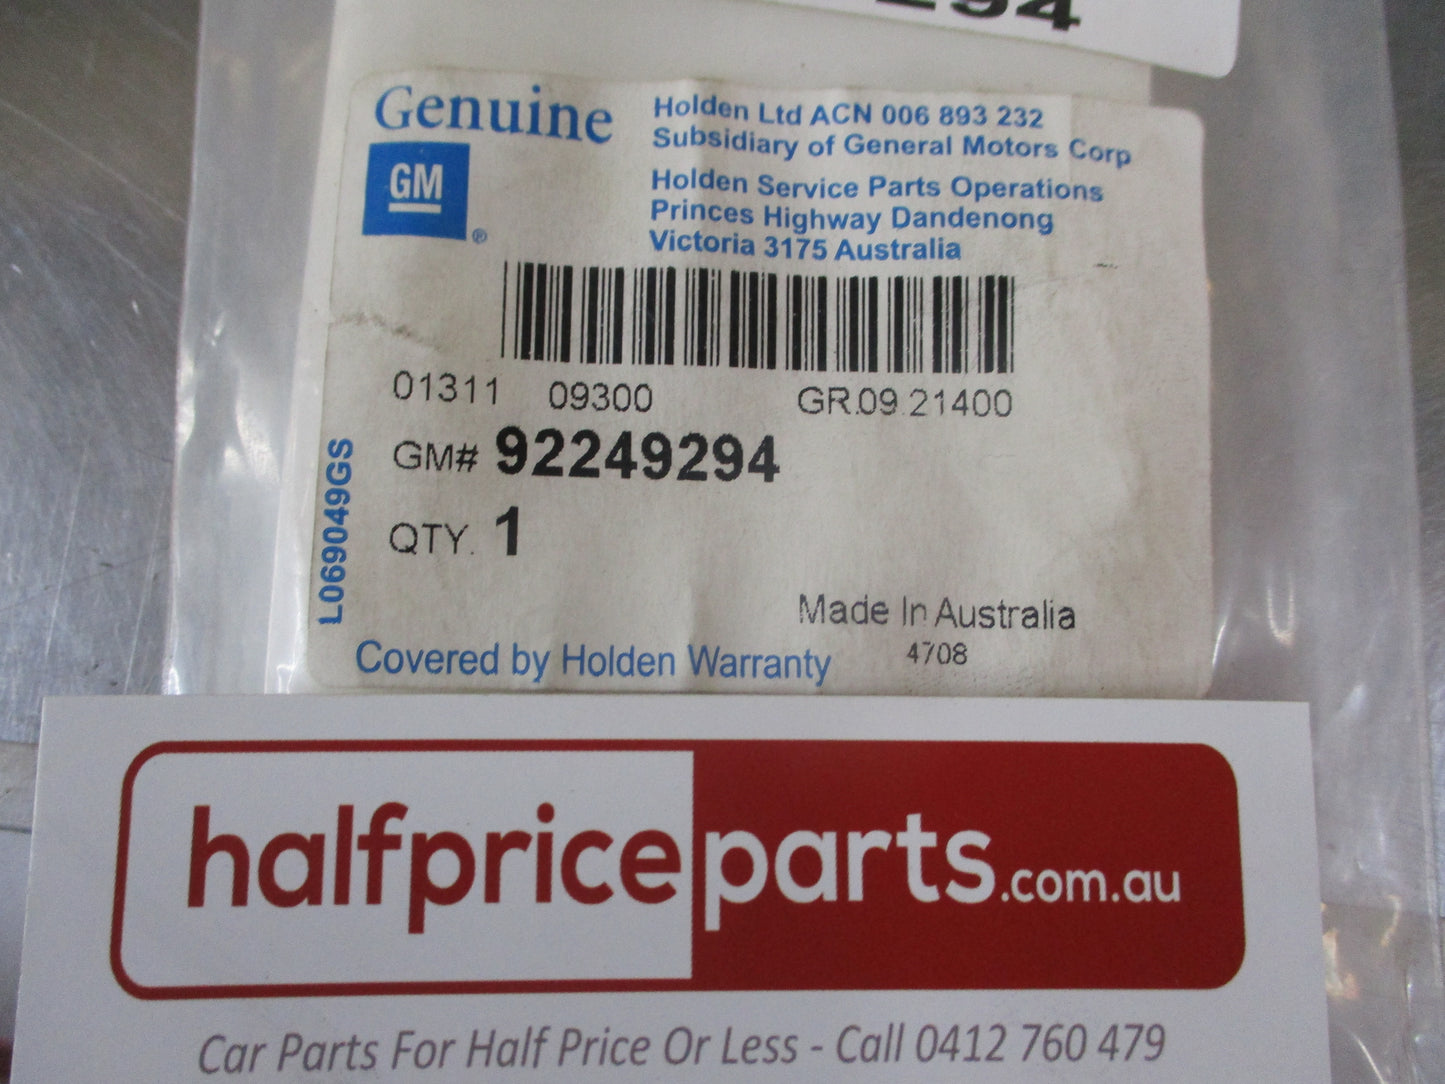 294
Genuine
GM
®
Holden Ltd ACN 006 893 232
Subsidiary of General Motors Corp
Holden Service Parts Operations
Princes Highway Dandenong
Victoria 3175 Australia
01311 09300 GR.09.21400
GM# 92249294
QTY. 1
L069049GS
Made In Australia
4708
Covered by Holden Warranty
halfpriceparts.com.au
Car Parts For Half Price Or Less - Call 0412 760 479